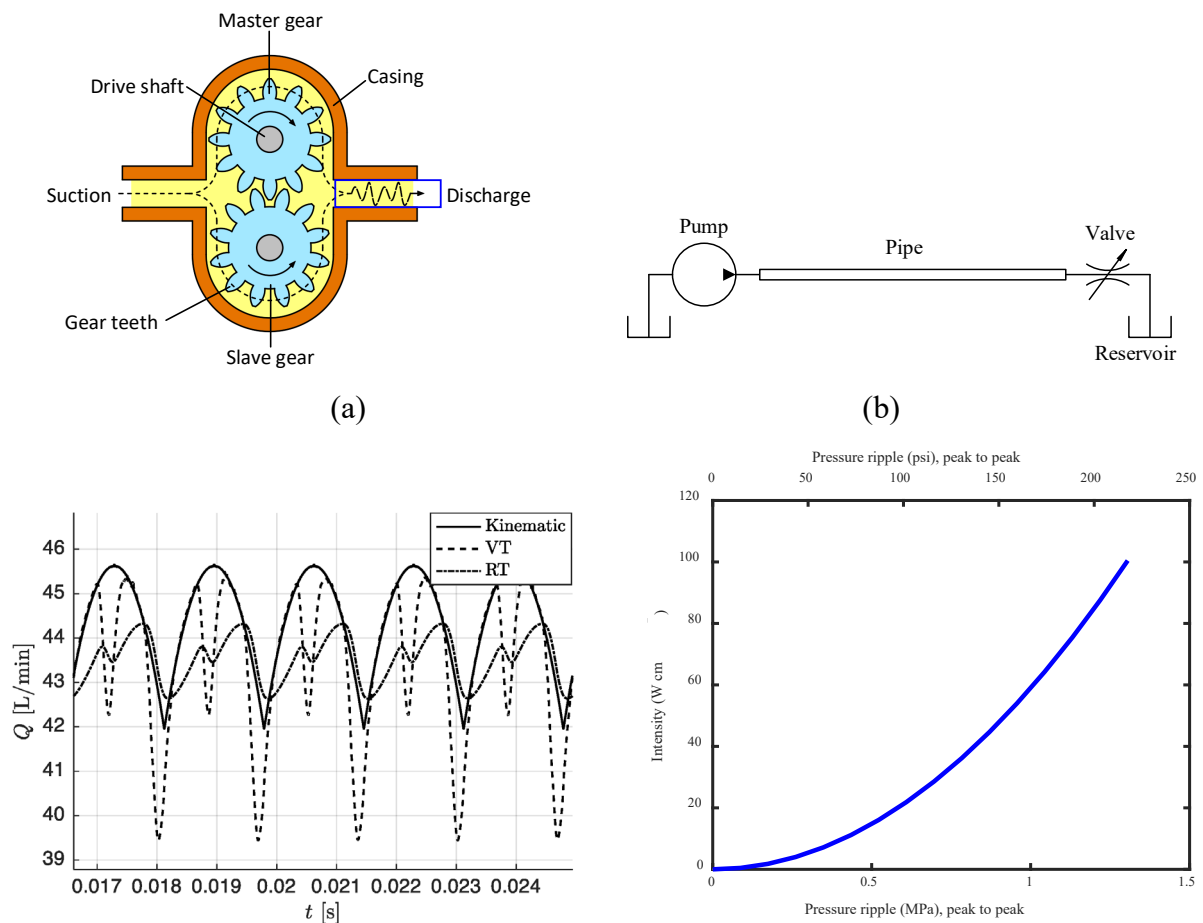 Master gear
Drive shaft
Casing
Suction
Discharge
Gear teeth
Slave gear
(a)
Pump
Pipe
Valve
Reservoir
(b)
46
45
44
43
42
41
40
39
Q [L/min]
Kinematic
VT
RT
0.017 0.018 0.019 0.02 0.021 0.022 0.023 0.024
t [s]
Pressure ripple (psi), peak to peak
0 50 100 150 200 250
120
100
80
60
40
20
0
Intensity (W cm
)
0 0.5 1 1.5
Pressure ripple (MPa), peak to peak